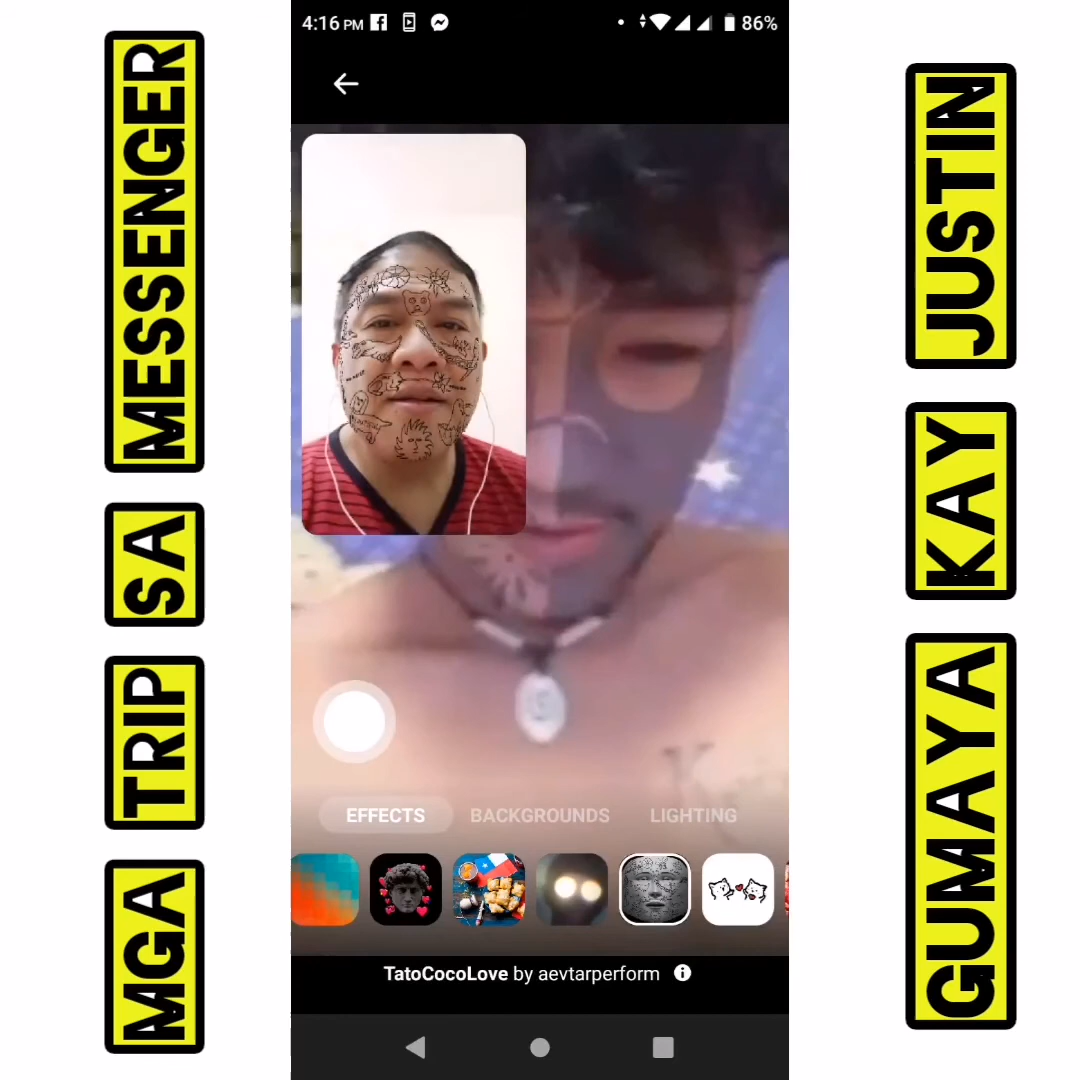 MGA TRIP SA MESSENGER
4:16 PM
86%
EFFECTS BACKGROUNDS LIGHTING
TatoCocoLove by aevtarperform
GUMAYA KAY JUSTIN